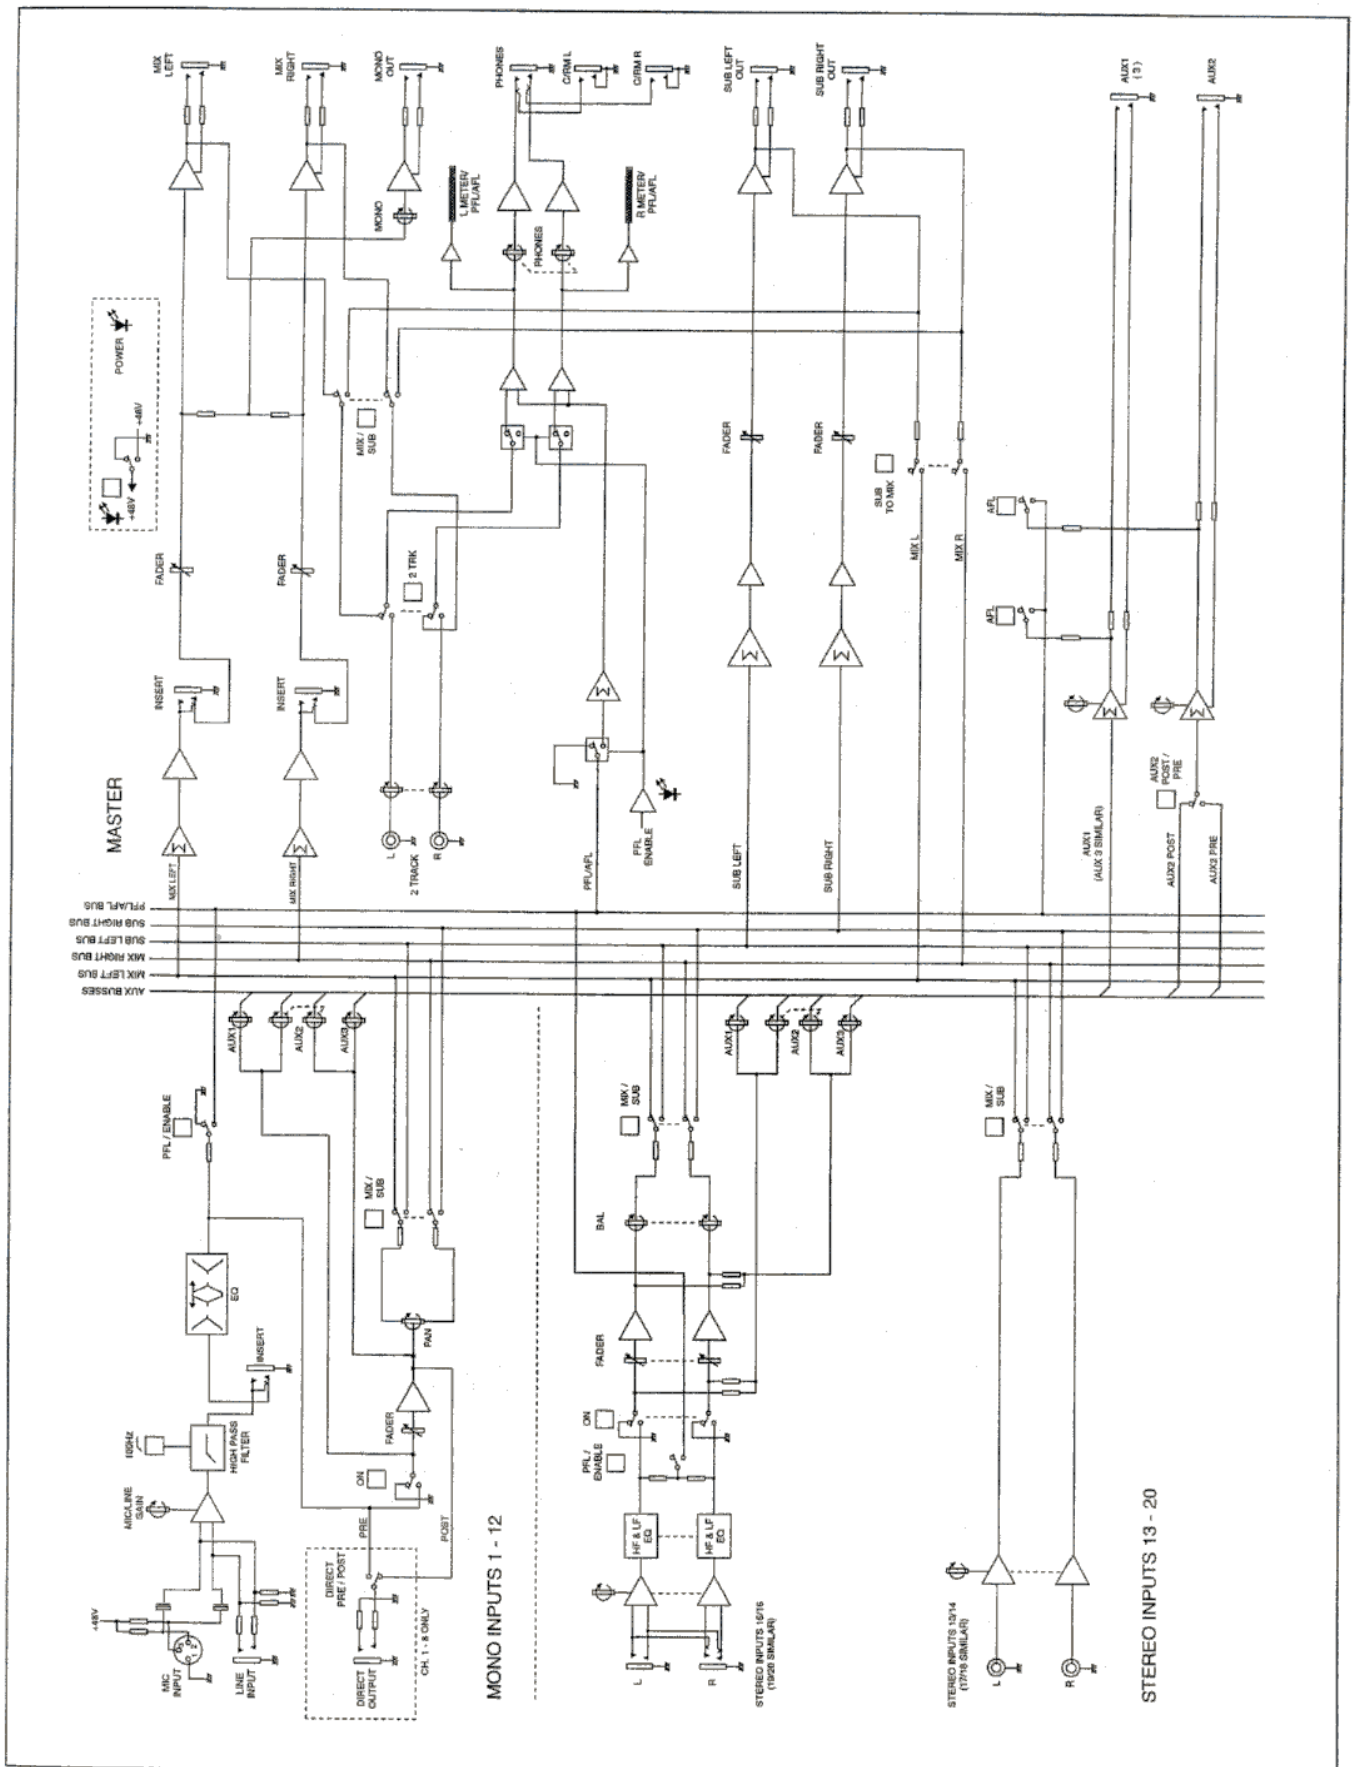 MIX
LEFT
MIX
RIGHT
MONO
OUT
PHONES
C/RM L
C/RM R
SUB LEFT
OUT
SUB RIGHT
OUT
AUX1
(3)
AUX2
MONO
L METER/
PFL/AFL
PHONES
R METER/
PFL/AFL
POWER
+48V
+48V
MIX /
SUB
FADER
FADER
FADER
FADER
SUB
TO MIX
MIX L
MIX R
AFL
AFL
2 TRK
INSERT
INSERT
MASTER
L
R
2 TRACK
PFL/AFL
PFL
ENABLE
MIX LEFT
MIX RIGHT
SUB LEFT
SUB RIGHT
AUX1
(AUX 3 SIMILAR)
AUX2
POST /
PRE
AUX2 POST
AUX2 PRE
PFL/AFL BUS
SUB RIGHT BUS
SUB LEFT BUS
MIX RIGHT BUS
MIX LEFT BUS
AUX BUSSES
AUX1
AUX2
AUX3
PFL / ENABLE
MIX /
SUB
EQ
INSERT
PAN
100Hz
HIGH PASS
FILTER
FADER
MIC/LINE
GAIN
ON
PRE
POST
+48V
MIC
INPUT
3
2
1
LINE
INPUT
DIRECT
PRE / POST
DIRECT
OUTPUT
CH. 1 - 8 ONLY
MONO INPUTS 1 - 12
AUX1
AUX2
AUX3
MIX /
SUB
BAL
FADER
ON
PFL /
ENABLE
HF & LF
EQ
HF & LF
EQ
L
R
STEREO INPUTS 15/16
(19/20 SIMILAR)
MIX /
SUB
STEREO INPUTS 13/14
(17/18 SIMILAR)
L
R
STEREO INPUTS 13 - 20